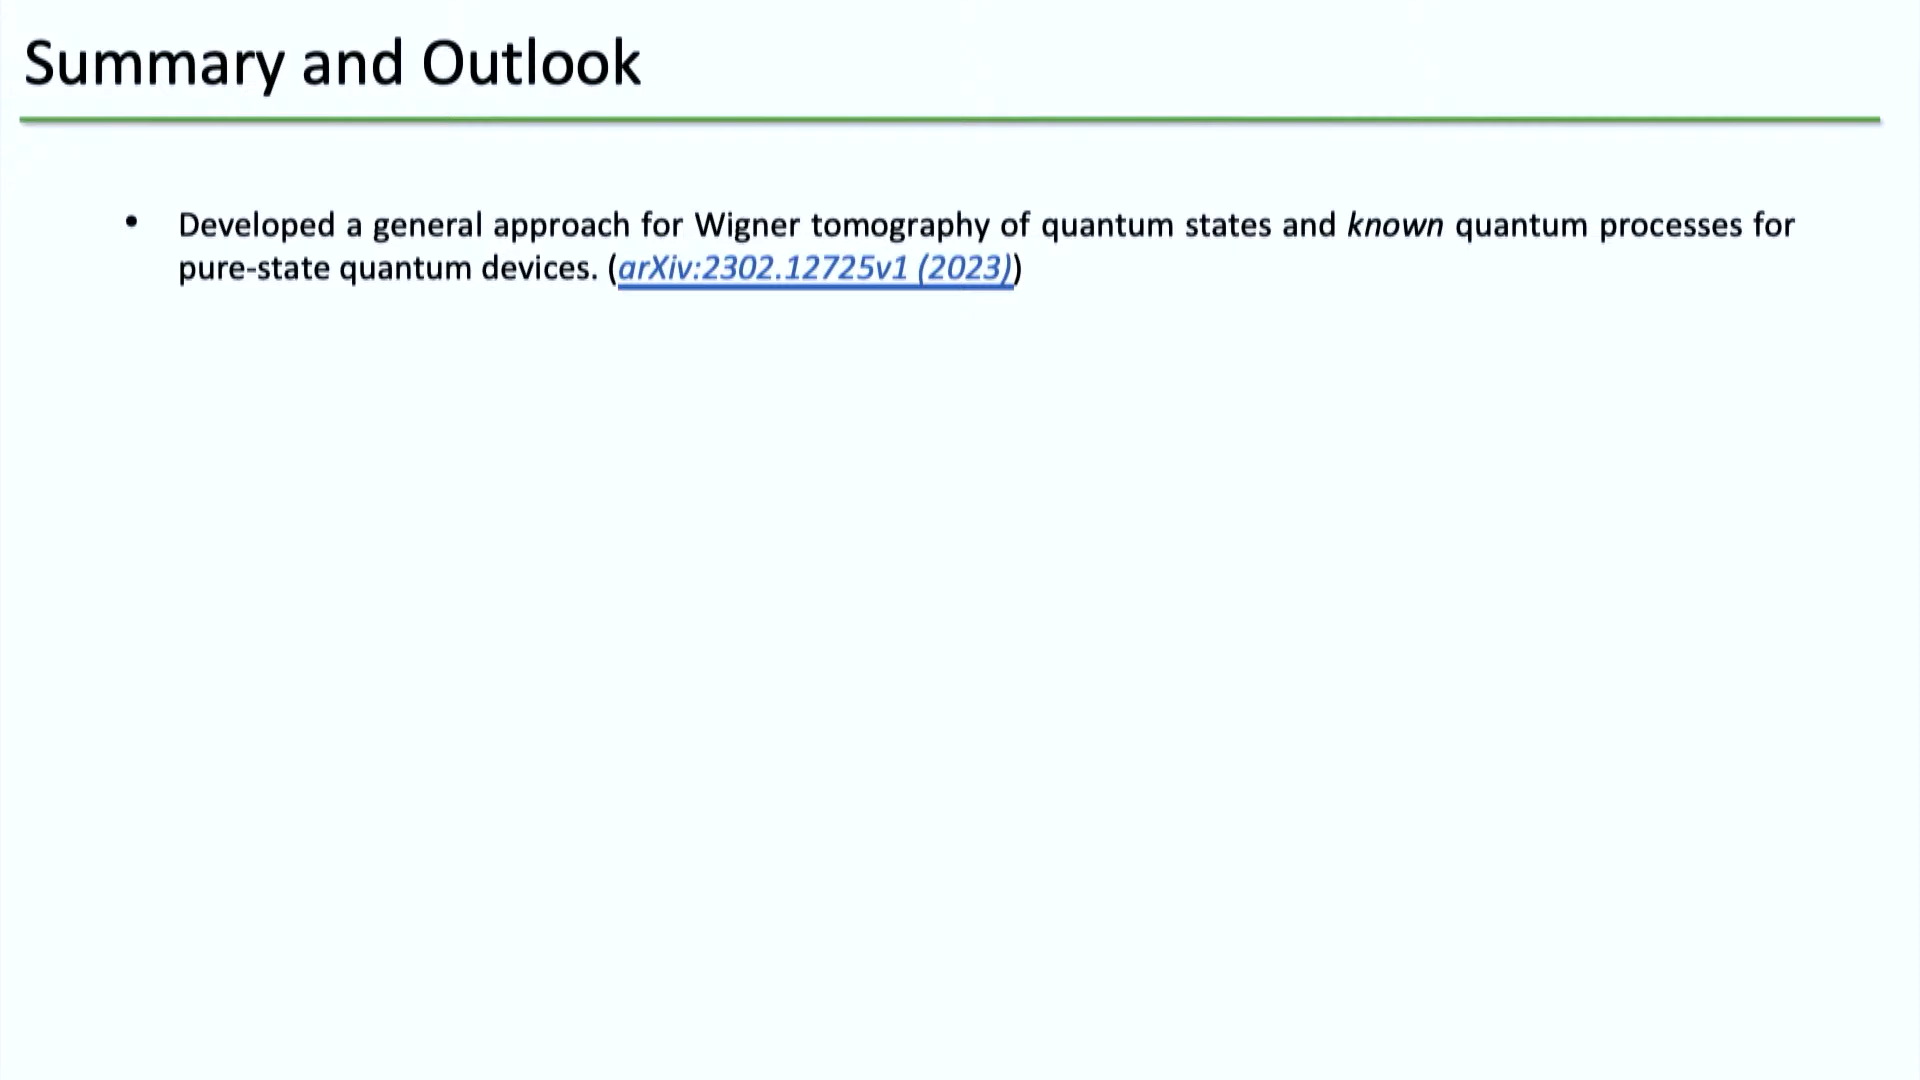 Summary and Outlook
• Developed a general approach for Wigner tomography of quantum states and known quantum processes for
pure-state quantum devices. (arXiv:2302.12725v1 (2023))